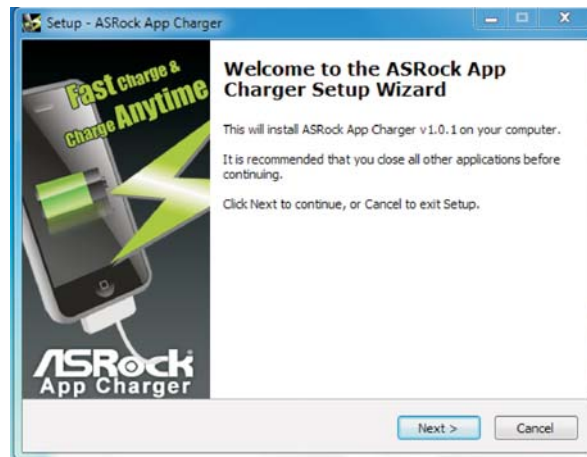 Setup - ASRock App Charger
Fast Charge &
Charge Anytime
ASRock
App Charger
Welcome to the ASRock App
Charger Setup Wizard
This will install ASRock App Charger v1.0.1 on your computer.
It is recommended that you close all other applications before
continuing.
Click Next to continue, or Cancel to exit Setup.
Next >
Cancel